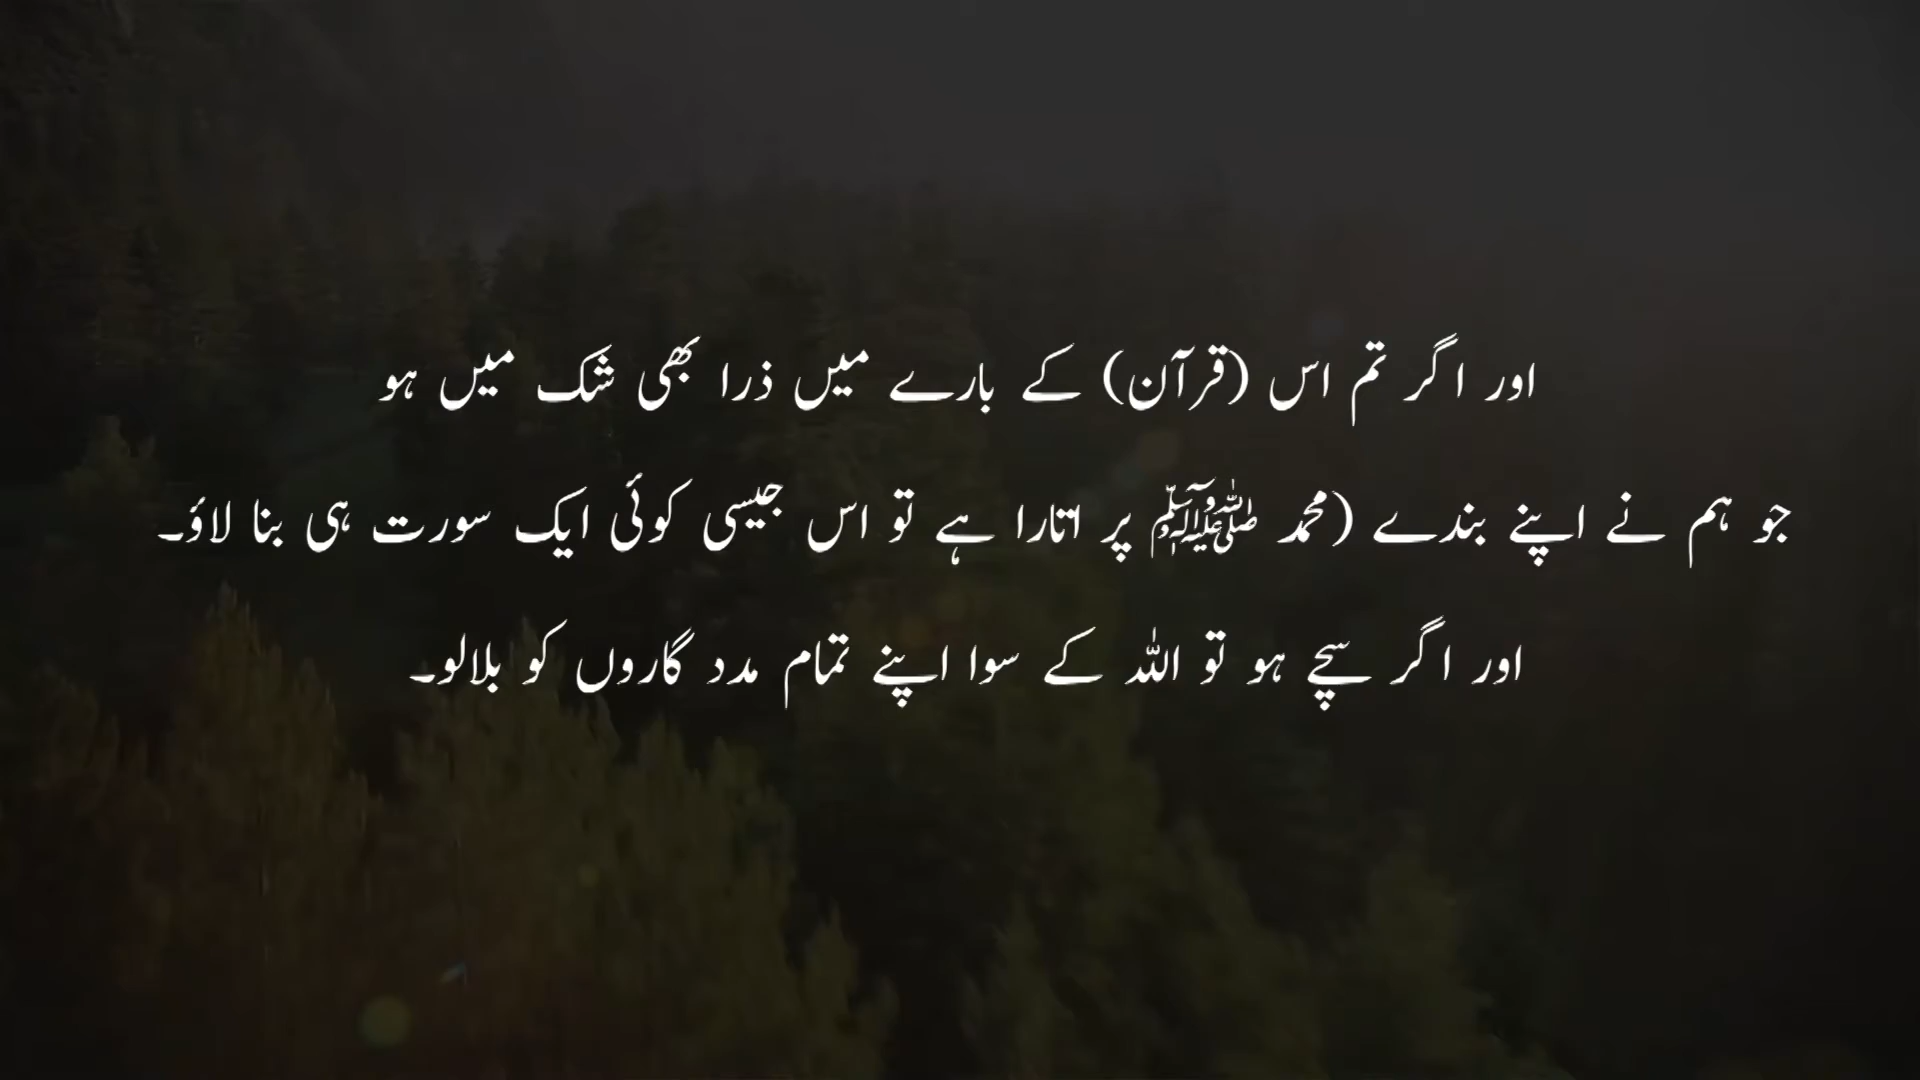 اور اگر تم اس (قرآن) کے بارے میں ذرا بھی شک میں ہو
جو ہم نے اپنے بندے (محمد ﷺ پر اتارا ہے تو اس جیسی کوئی ایک سورت ہی بنا لاؤ۔
اور اگر سچے ہو تو اللہ کے سوا اپنے تمام مدد گاروں کو بلالو۔